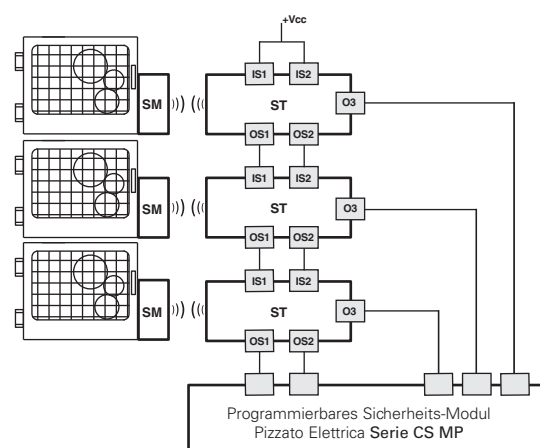 +Vcc
IS1 IS2
SM ST O3
OS1 OS2
IS1 IS2
SM ST O3
OS1 OS2
IS1 IS2
SM ST O3
OS1 OS2
Programmierbares Sicherheits-Modul
Pizzato Elettrica Serie CS MP